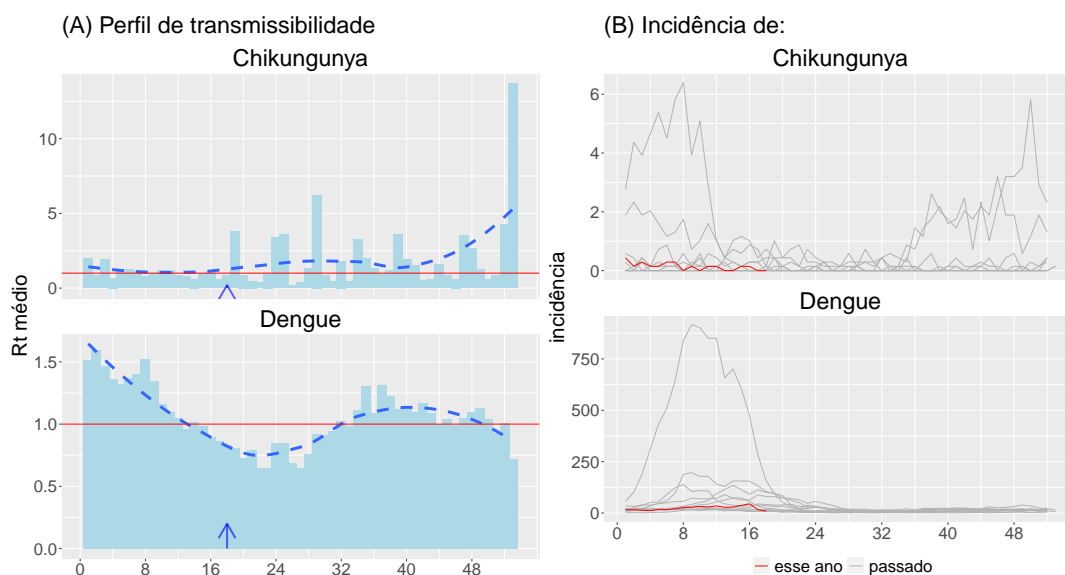 (A) Perfil de transmissibilidade
Chikungunya
10
5
0
Dengue
1.5
1.0
0.5
0.0
0 8 16 24 32 40 48
Rt médio
(B) Incidência de:
Chikungunya
6
4
2
0
Dengue
750
500
250
0
0 8 16 24 32 40 48
incidência
esse ano passado